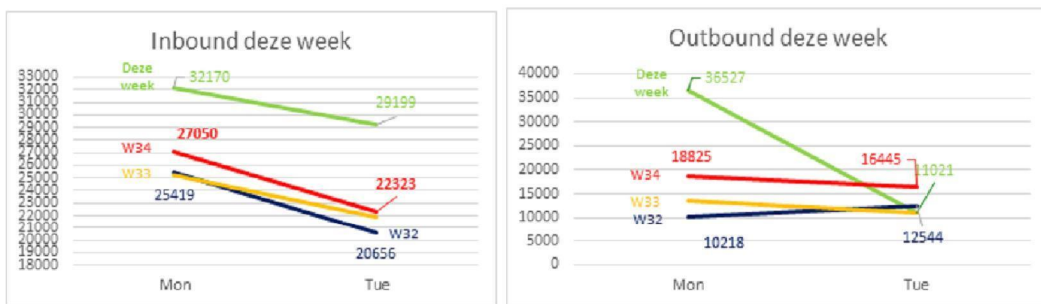 Inbound deze week
33000
32000
31000
30000
29000
28000
27000
26000
25000
24000
23000
22000
21000
20000
19000
18000
Deze
week
32170
29199
27050
W34
22323
W33
25419
W32
20656
Mon Tue
Outbound deze week
40000
35000
30000
25000
20000
15000
10000
5000
0
Deze
week
36527
18825
16445
11021
W34
W33
W32
10218
12544
Mon Tue